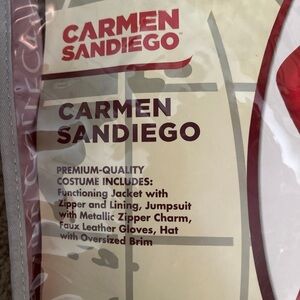 CARMEN
SANDIEGO
CARMEN
SANDIEGO
PREMIUM-QUALITY
COSTUME INCLUDES:
Functioning Jacket with
Zipper and Lining, Jumpsuit
with Metallic Zipper Charm,
Faux Leather Gloves, Hat
with Oversized Brim